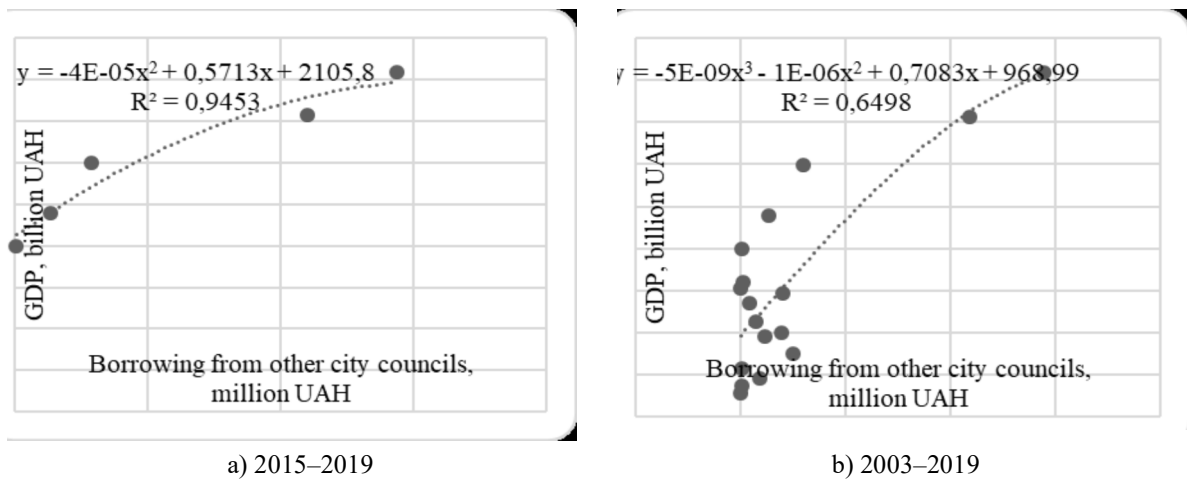 y = -4E-05x² + 0,5713x + 2105,8
R² = 0,9453
GDP, billion UAH
Borrowing from other city councils,
million UAH
a) 2015–2019
y = -5E-09x³ - 1E-06x² + 0,7083x + 968,99
R² = 0,6498
GDP, billion UAH
Borrowing from other city councils,
million UAH
b) 2003–2019